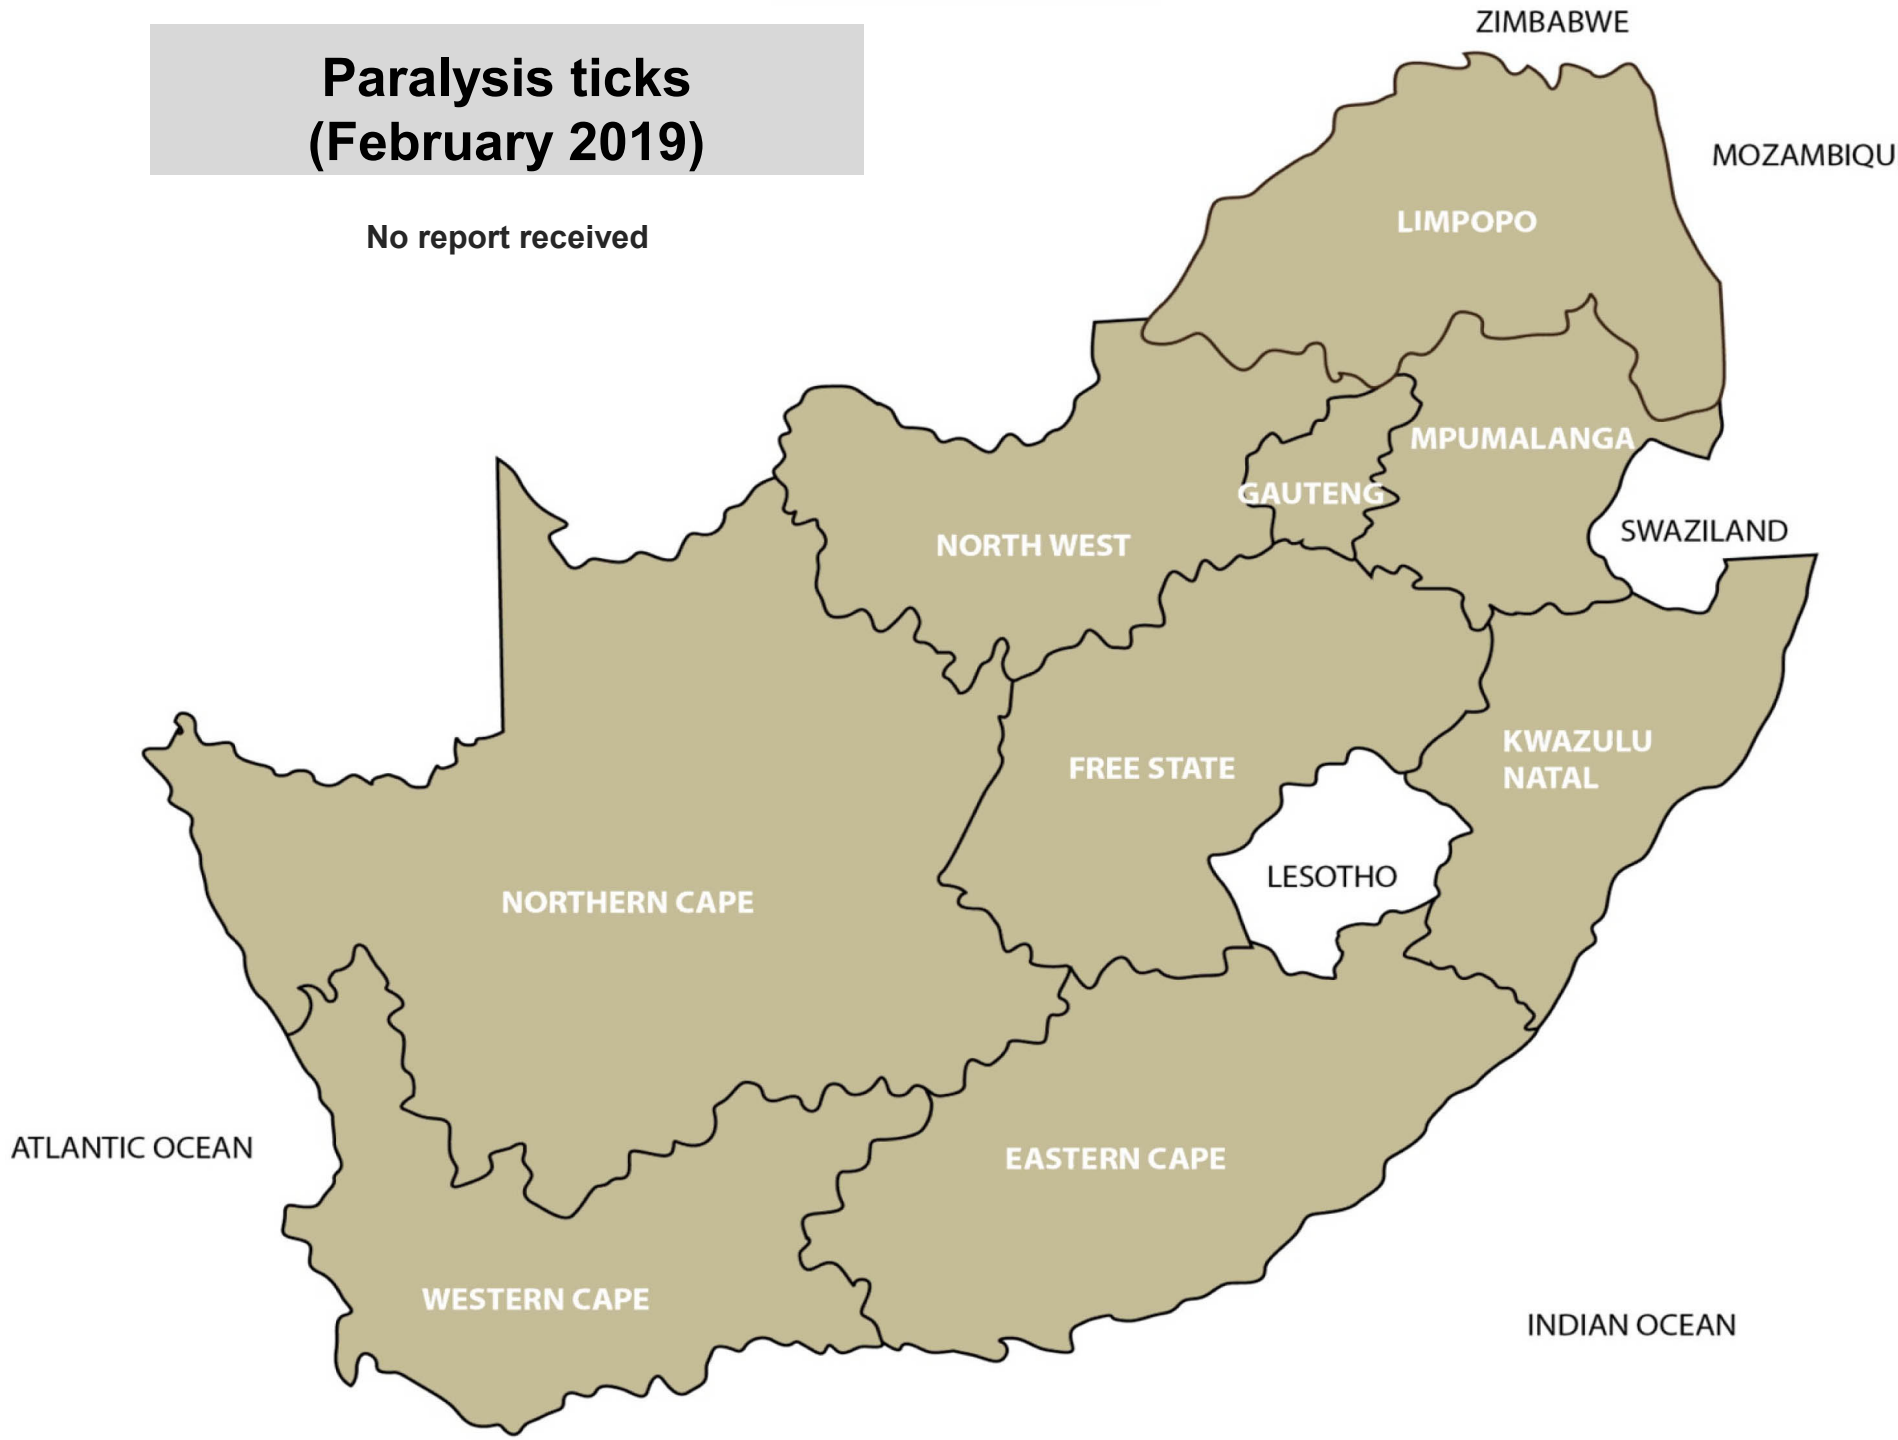 ZIMBABWE
Paralysis ticks
(February 2019)
MOZAMBIQU
LIMPOPO
No report received
MPUMALANGA
GAUTENG
SWAZILAND
NORTH WEST
KWAZULU
NATAL
FREE STATE
LESOTHO
NORTHERN CAPE
ATLANTIC OCEAN
EASTERN CAPE
WESTERN CAPE
INDIAN OCEAN